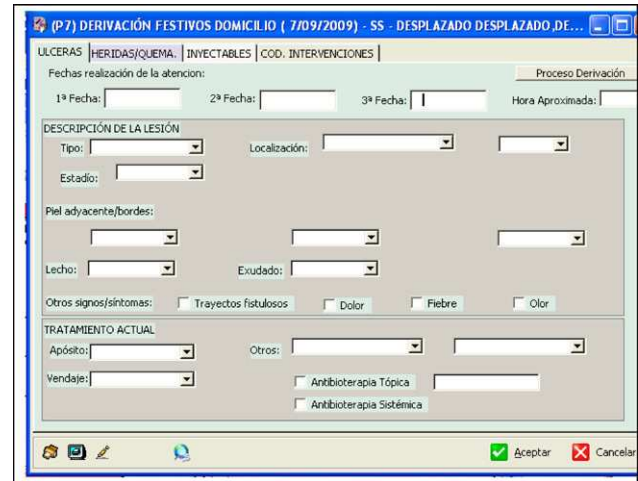 (P7) DERIVACIÓN FESTIVOS DOMICILIO ( 7/09/2009) - SS - DESPLAZADO DESPLAZADO,DE...
ULCERAS HERIDAS/QUEMA. INYECTABLES COD. INTERVENCIONES
Fechas realización de la atencion: Proceso Derivación
1ª Fecha: 2ª Fecha: 3ª Fecha: Hora Aproximada:
DESCRIPCIÓN DE LA LESIÓN
Tipo: Localización:
Estadío:
Piel adyacente/bordes:
Lecho: Exudado:
Otros signos/síntomas: Trayectos fistulosos Dolor Fiebre Olor
TRATAMIENTO ACTUAL
Apósito: Otros:
Vendaje: Antibioterapia Tópica
Antibioterapia Sistémica
Aceptar Cancelar